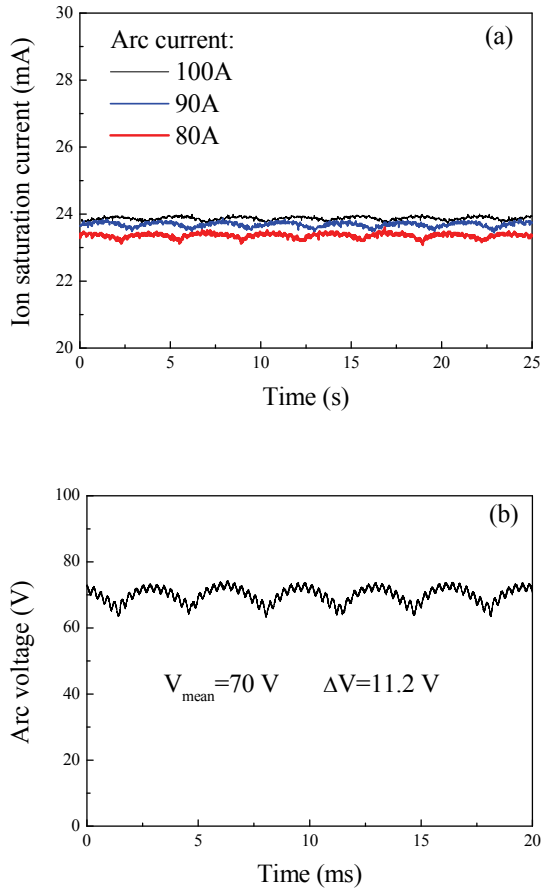 (a)
Arc current:
100A
90A
80A
Ion saturation current (mA)
30
28
26
24
22
20
0 5 10 15 20 25
Time (s)
(b)
Arc voltage (V)
100
80
60
40
20
0
V_mean=70 V ΔV=11.2 V
0 5 10 15 20
Time (ms)